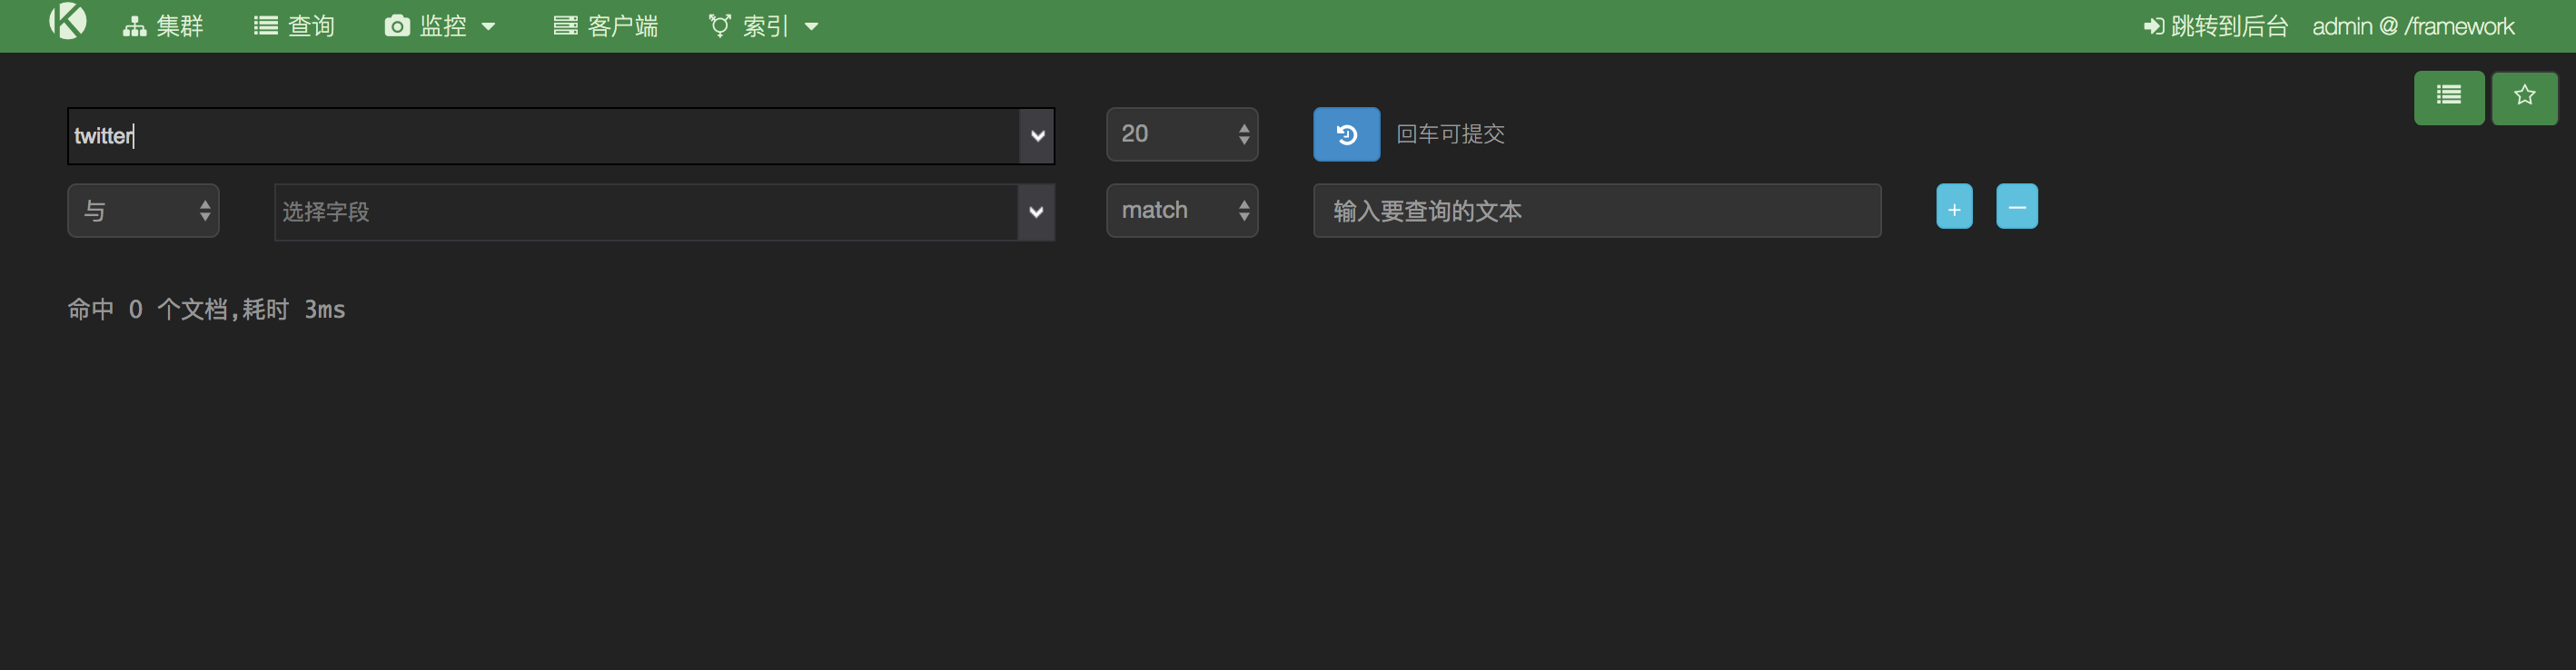 集群 查询 监控 客户端 索引 跳转到后台 admin @ /framework
twitter 20 回车可提交
与 选择字段 match 输入要查询的文本 + —
命中 0 个文档,耗时 3ms